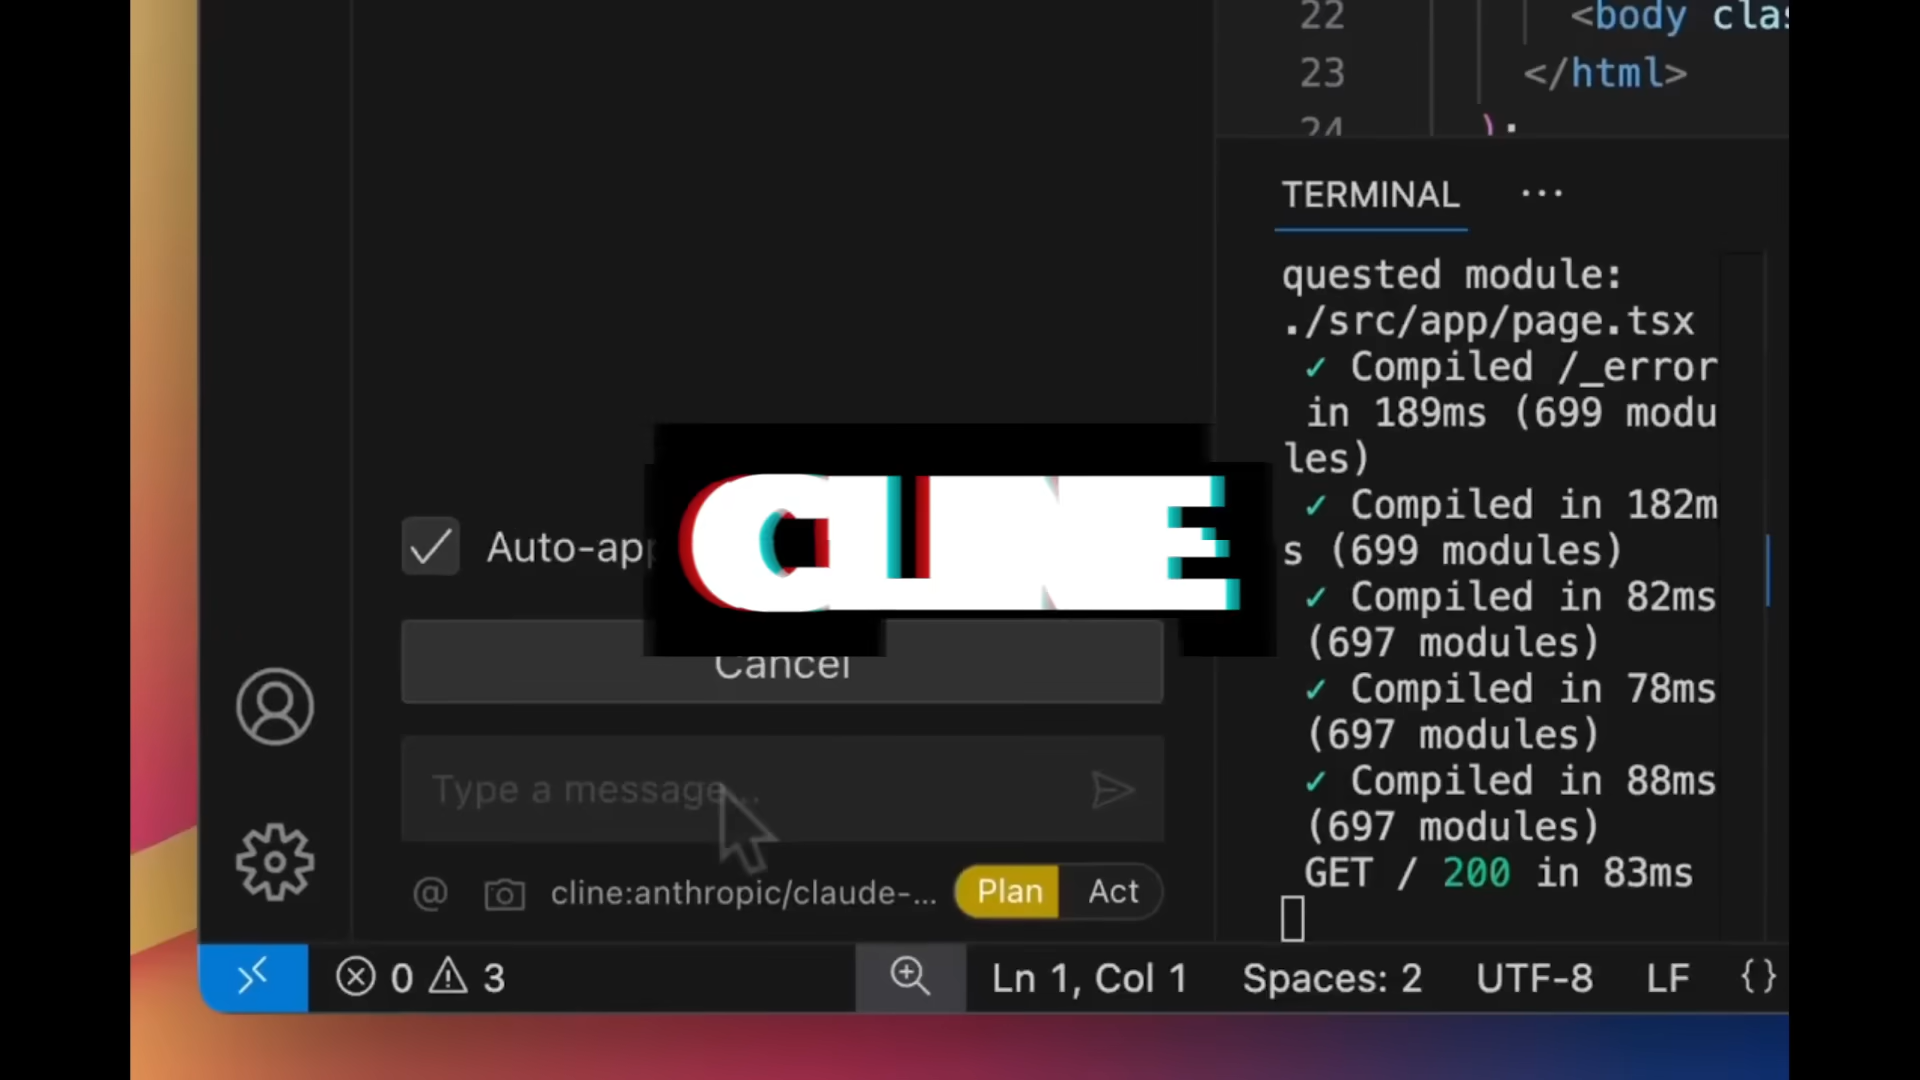 22
<body clas
23
</html>
24
);
TERMINAL ...
quested module:
./src/app/page.tsx
✓ Compiled /_error
in 189ms (699 modu
les)
✓ Compiled in 182m
s (699 modules)
✓ Compiled in 82ms
(697 modules)
✓ Compiled in 78ms
(697 modules)
✓ Compiled in 88ms
(697 modules)
GET / 200 in 83ms
CLINE
Auto-app
Cancel
Type a message...
@ cline:anthropic/claude-... Plan Act
0 3 Ln 1, Col 1 Spaces: 2 UTF-8 LF {}